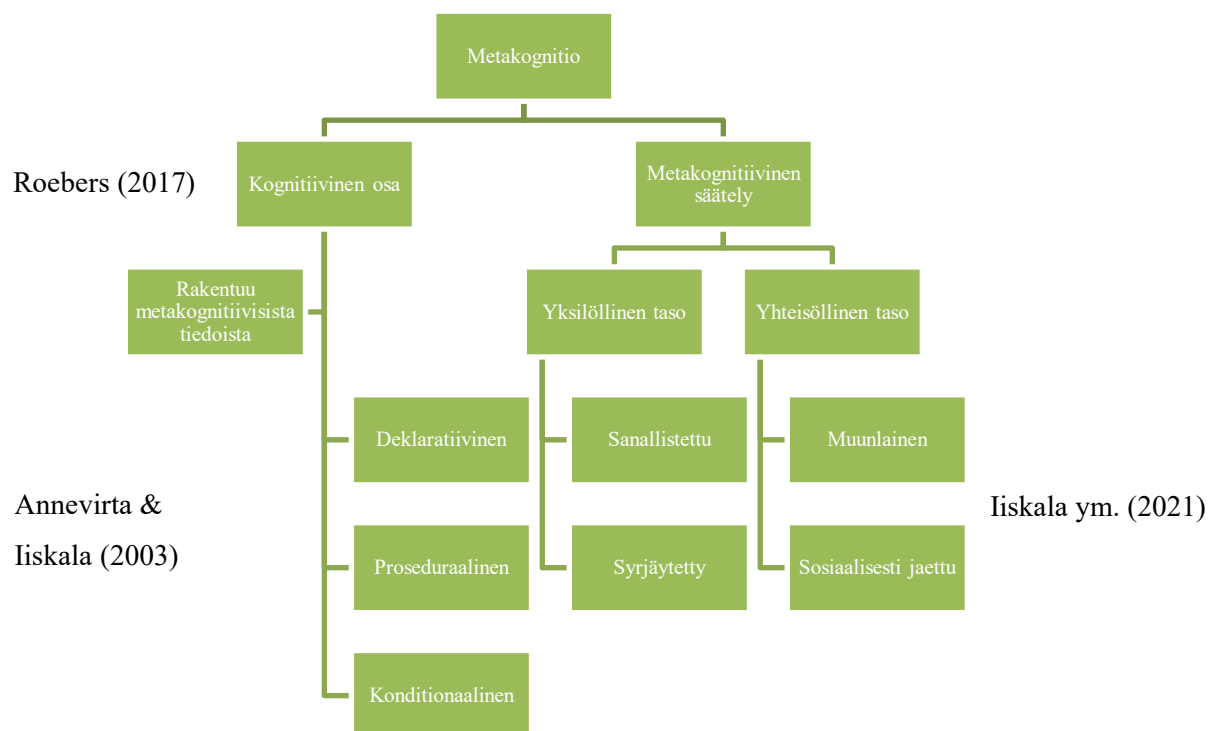 Metakognitio
Roebers (2017)
Kognitiivinen osa
Metakognitiivinen
säätely
Rakentuu
metakognitiivisista
tiedoista
Yksilöllinen taso
Yhteisöllinen taso
Deklaratiivinen
Sanallistettu
Muunlainen
Annevirta &
Iiskala (2003)
Iiskala ym. (2021)
Proseduraalinen
Syrjäytetty
Sosiaalisesti jaettu
Konditionaalinen